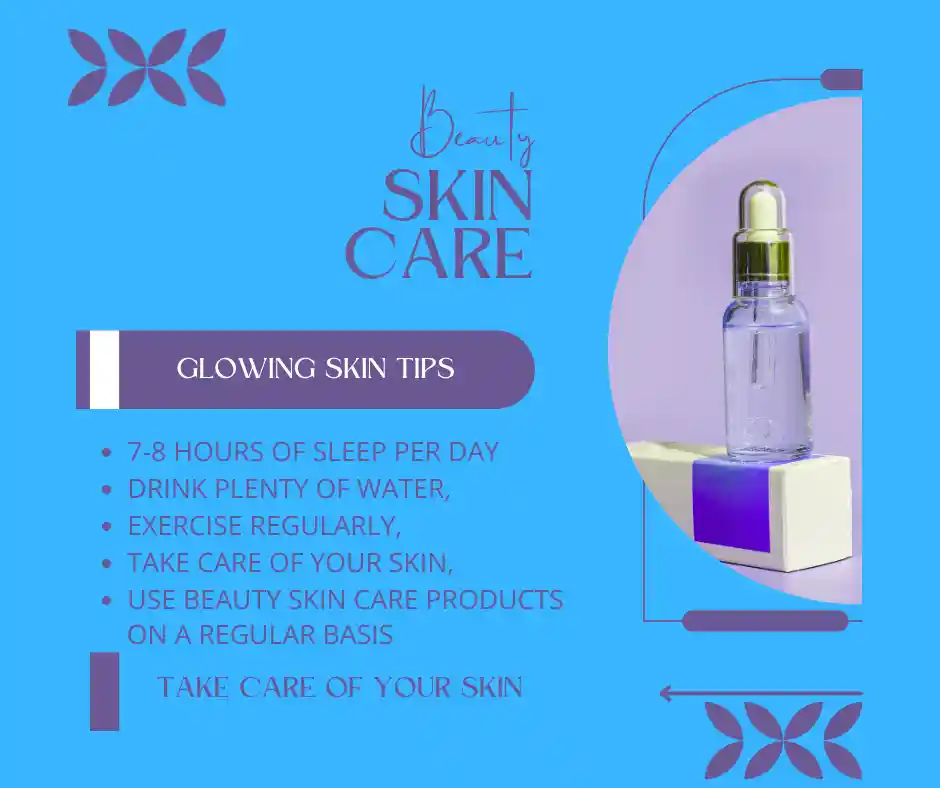 Beauty
SKIN
CARE
GLOWING SKIN TIPS
• 7-8 HOURS OF SLEEP PER DAY
• DRINK PLENTY OF WATER,
• EXERCISE REGULARLY,
• TAKE CARE OF YOUR SKIN,
• USE BEAUTY SKIN CARE PRODUCTS
ON A REGULAR BASIS
TAKE CARE OF YOUR SKIN